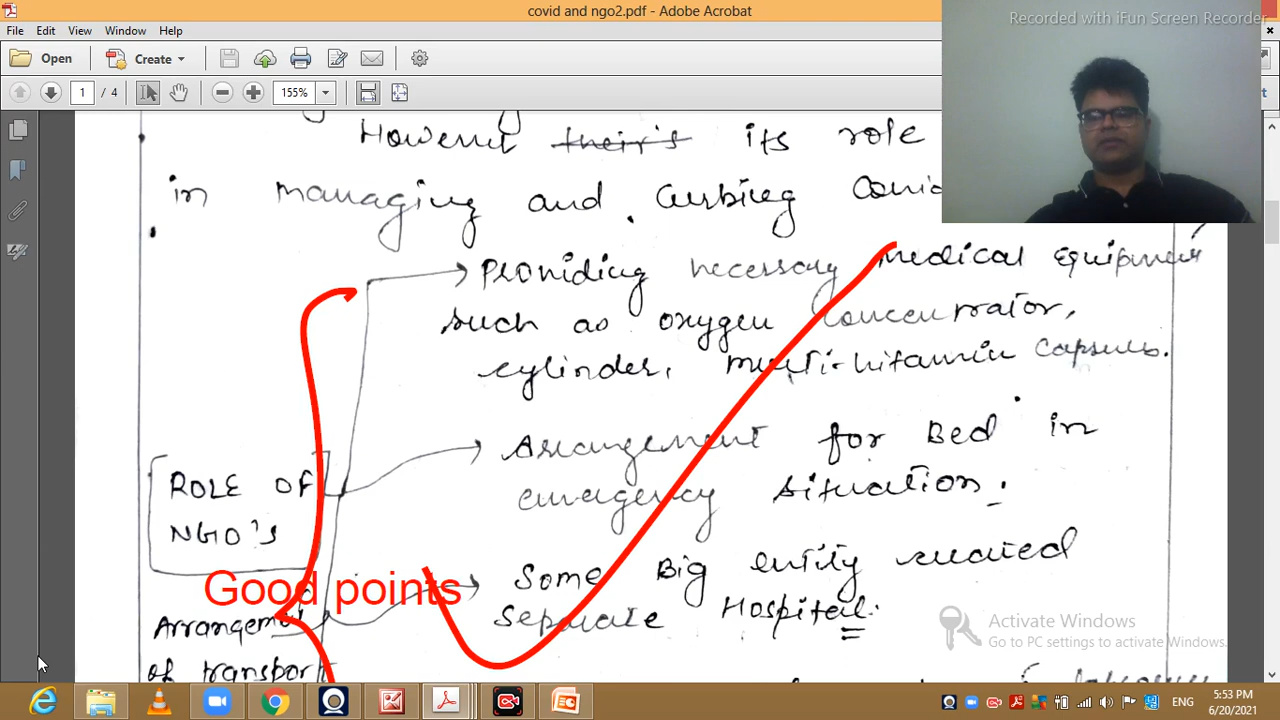 covid and ngo2.pdf - Adobe Acrobat
Recorded with iFun Screen Recorder
File Edit View Window Help
Open Create
1 / 4 155%
However their's its role
in managing and curbing
Providing necessary medical equipment
such as oxygen concentrator,
cylinder, multi-vitamin capsules.
Arrangement for Bed in
emergency situation.
ROLE OF
NGO's
Some Big entity created
Separate Hospital.
Good points
Arrangement
of transport
Activate Windows
Go to PC settings to activate Windows.
ENG
5:53 PM
6/20/2021